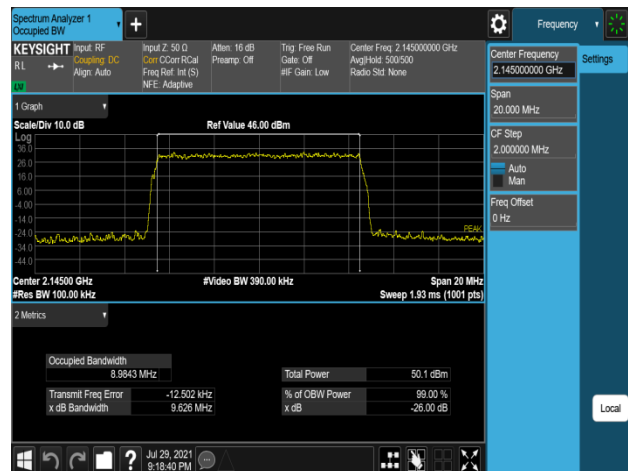 Spectrum Analyzer 1
Occupied BW
Frequency
KEYSIGHT
RL
Input: RF
Coupling: DC
Align: Auto
Input Z: 50 Ω
Corr CCorr RCal
Freq Ref: Int (S)
NFE: Adaptive
Atten: 16 dB
Preamp: Off
Trig: Free Run
Gate: Off
#IF Gain: Low
Center Freq: 2.145000000 GHz
Avg|Hold: 500/500
Radio Std: None
Center Frequency
2.145000000 GHz
Settings
Span
20.000 MHz
CF Step
2.000000 MHz
Auto
Man
Freq Offset
0 Hz
1 Graph
Scale/Div 10.0 dB
Ref Value 46.00 dBm
Log
36.0
26.0
16.0
6.00
-4.00
-14.0
-24.0
-34.0
-44.0
PEAK
Center 2.14500 GHz
#Video BW 390.00 kHz
Span 20 MHz
#Res BW 100.00 kHz
Sweep 1.93 ms (1001 pts)
2 Metrics
Occupied Bandwidth
8.9843 MHz
Total Power
50.1 dBm
Transmit Freq Error
-12.502 kHz
% of OBW Power
99.00 %
x dB Bandwidth
9.626 MHz
x dB
-26.00 dB
Local
?
Jul 29, 2021
9:18:40 PM